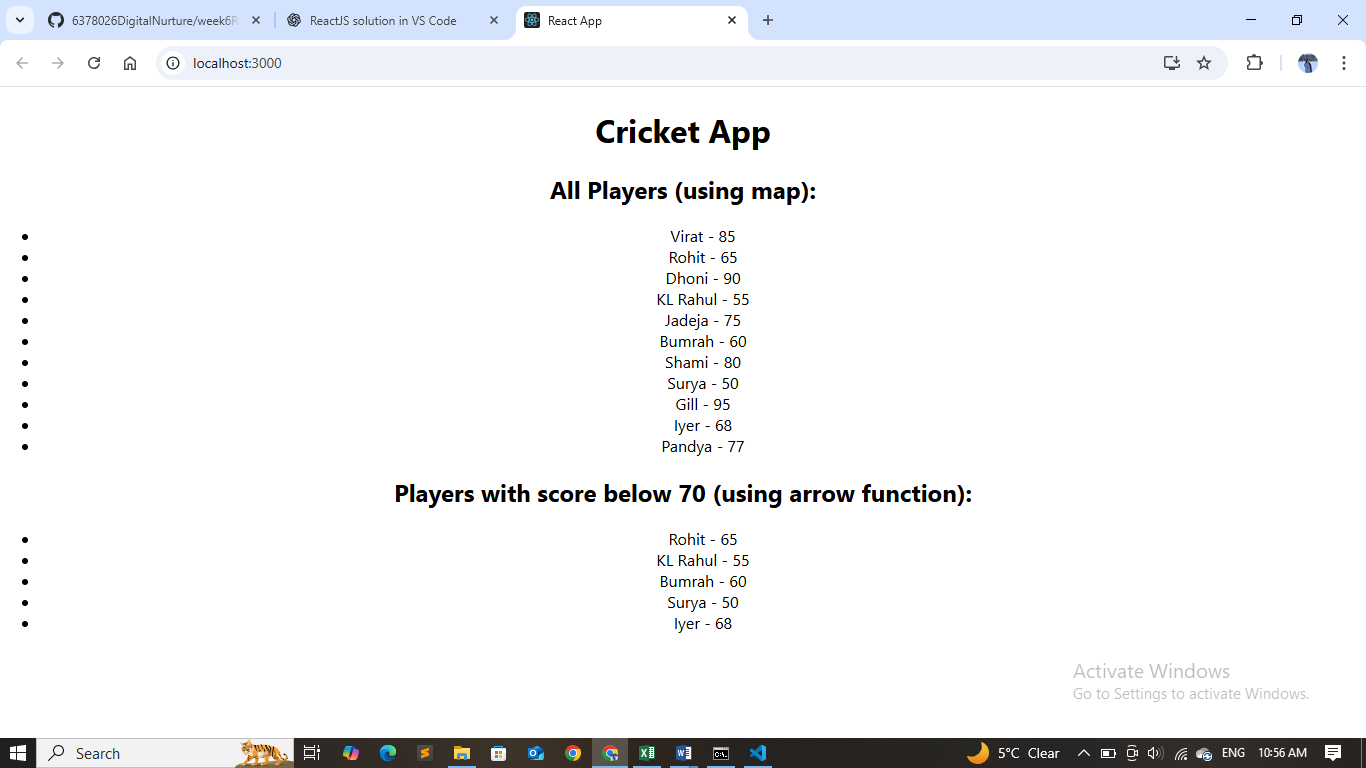 6378026DigitalNurture/week6R
ReactJS solution in VS Code
React App
localhost:3000
Cricket App
All Players (using map):
• Virat - 85
• Rohit - 65
• Dhoni - 90
• KL Rahul - 55
• Jadeja - 75
• Bumrah - 60
• Shami - 80
• Surya - 50
• Gill - 95
• Iyer - 68
• Pandya - 77
Players with score below 70 (using arrow function):
• Rohit - 65
• KL Rahul - 55
• Bumrah - 60
• Surya - 50
• Iyer - 68
Activate Windows
Go to Settings to activate Windows.
Search
5°C Clear
ENG
10:56 AM